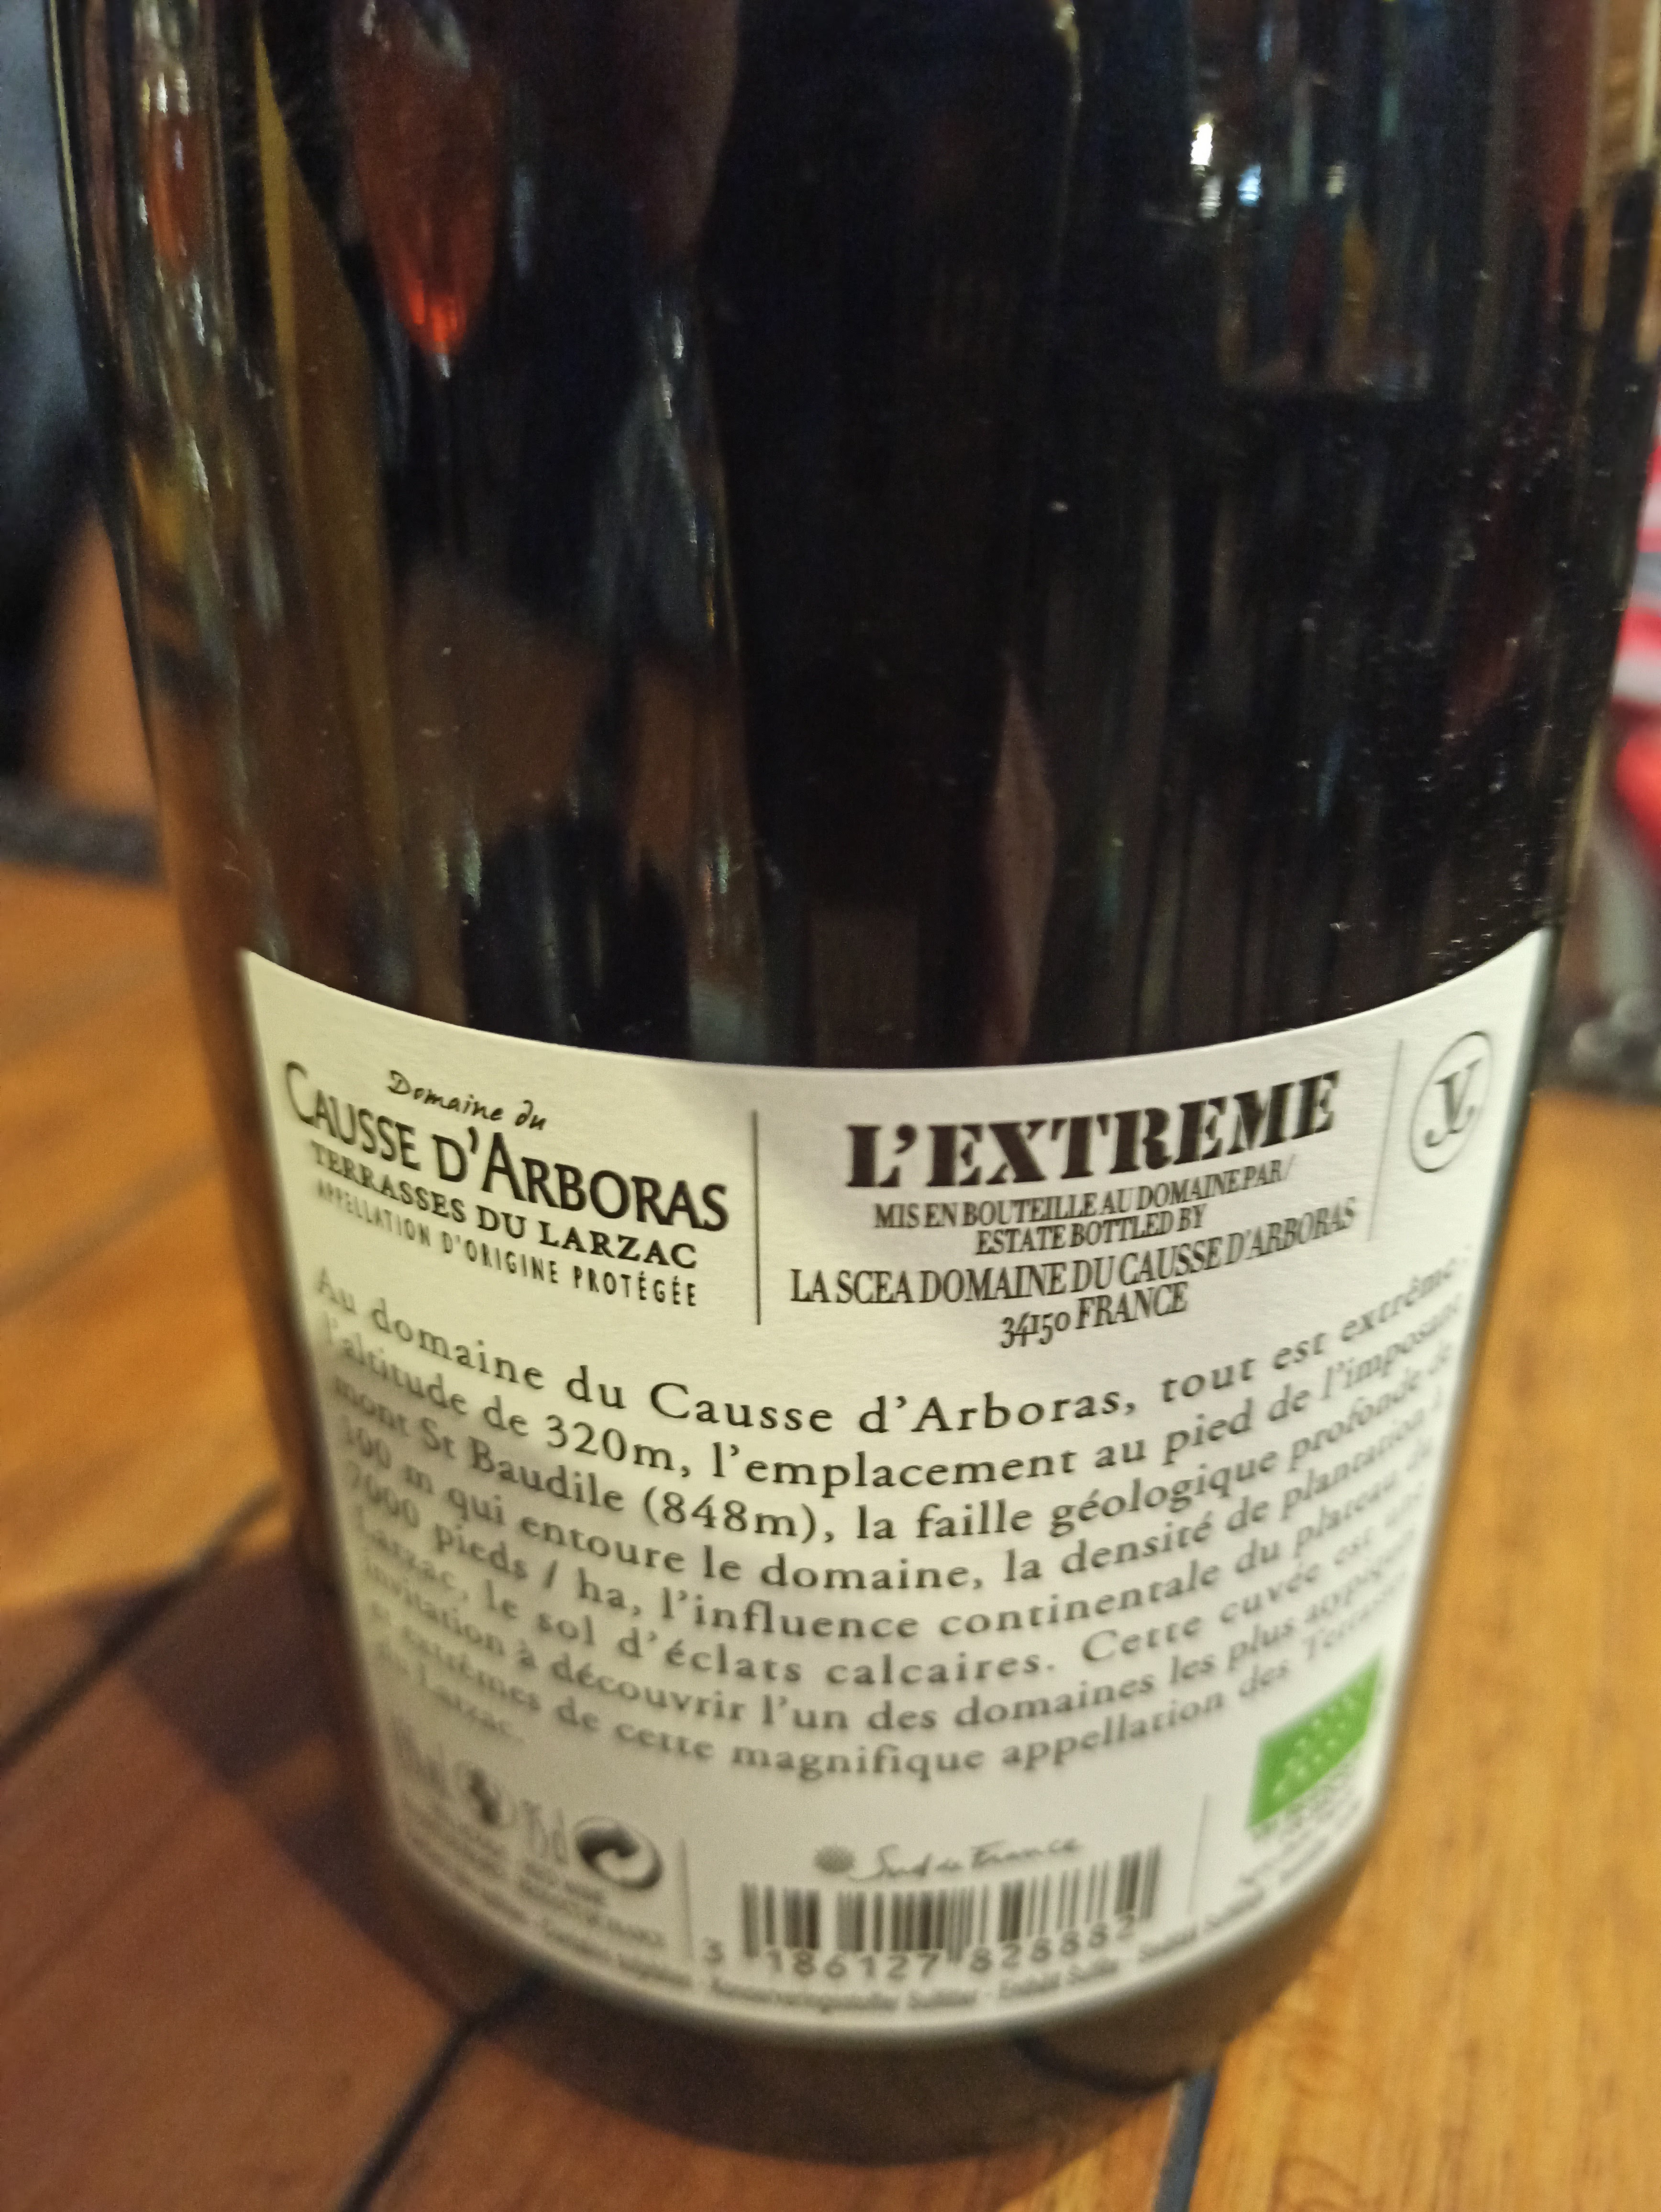 Domaine du
CAUSSE D'ARBORAS
TERRASSES DU LARZAC
APPELLATION D'ORIGINE PROTÉGÉE
L'EXTREME
MIS EN BOUTEILLE AU DOMAINE PAR/
ESTATE BOTTLED BY
LA SCEA DOMAINE DU CAUSSE D'ARBORAS
34150 FRANCE
JY
Au domaine du Causse d'Arboras, tout est extrême :
l'altitude de 320m, l'emplacement au pied de l'imposant
mont St Baudile (848m), la faille géologique profonde de
300 m qui entoure le domaine, la densité de plantation à
7000 pieds / ha, l'influence continentale du plateau du
Larzac, le sol d'éclats calcaires. Cette cuvée est une
invitation à découvrir l'un des domaines les plus atypiques
et extrêmes de cette magnifique appellation des Terrasses
du Larzac.
Sud de France
3 186127 828882